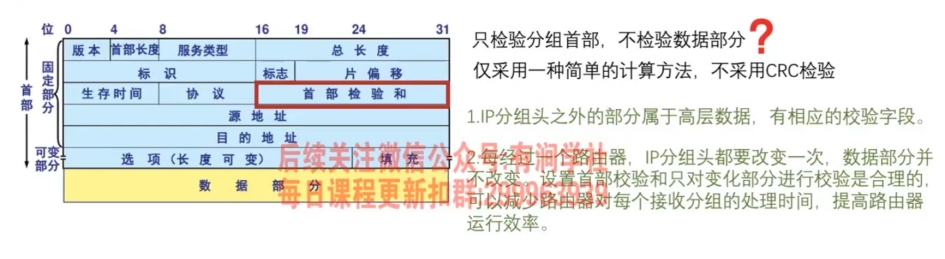 位 0 4 8 16 19 24 31
版 本 首部长度 服务类型 总 长 度
标 识 标志 片 偏 移
生 存 时 间 协 议 首 部 检 验 和
源 地 址
目 的 地 址
选 项 ( 长 度 可 变 ) 填 充
数 据 部 分
首部
固定部分
可变部分
只检验分组首部，不检验数据部分？
仅采用一种简单的计算方法，不采用CRC检验
1.IP分组头之外的部分属于高层数据，有相应的校验字段。
2.每经过一个路由器，IP分组头都要改变一次，数据部分并
不改变，设置首部校验和只对变化部分进行校验是合理的，
可以减少路由器对每个接收分组的处理时间，提高路由器
运行效率。
后续关注微信公众号:有涧学社
每日课程更新扣群: